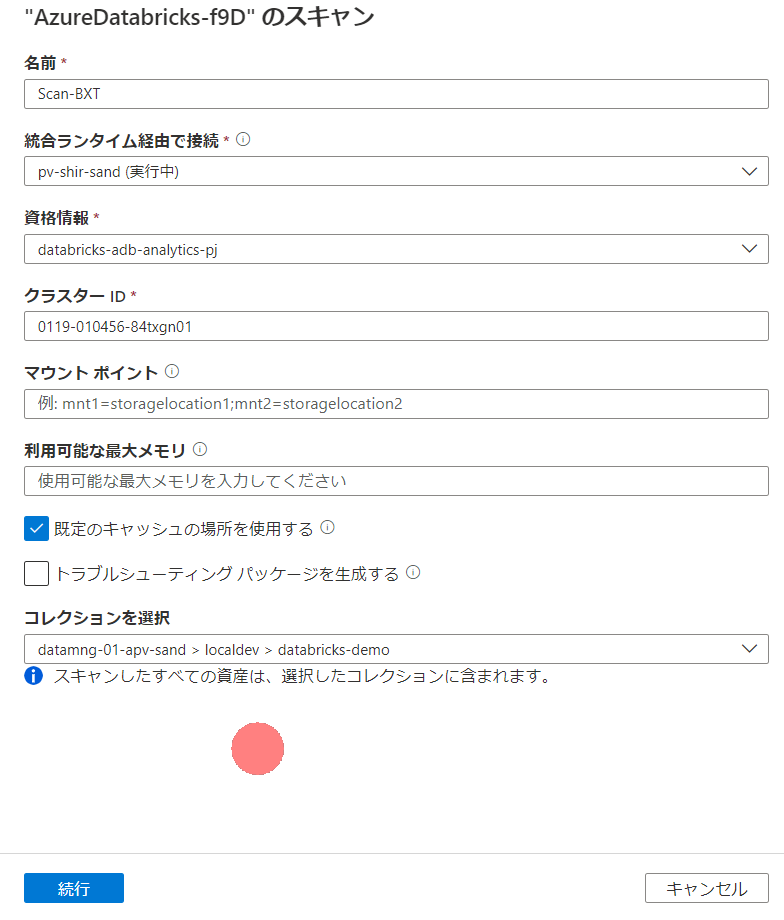 "AzureDatabricks-f9D" のスキャン
名前 *
Scan-BXT
統合ランタイム経由で接続 *
pv-shir-sand (実行中)
資格情報 *
databricks-adb-analytics-pj
クラスター ID *
0119-010456-84txgn01
マウント ポイント
例: mnt1=storagelocation1;mnt2=storagelocation2
利用可能な最大メモリ
使用可能な最大メモリを入力してください
既定のキャッシュの場所を使用する
トラブルシューティング パッケージを生成する
コレクションを選択
datamng-01-apv-sand > localdev > databricks-demo
スキャンしたすべての資産は、選択したコレクションに含まれます。
続行
キャンセル